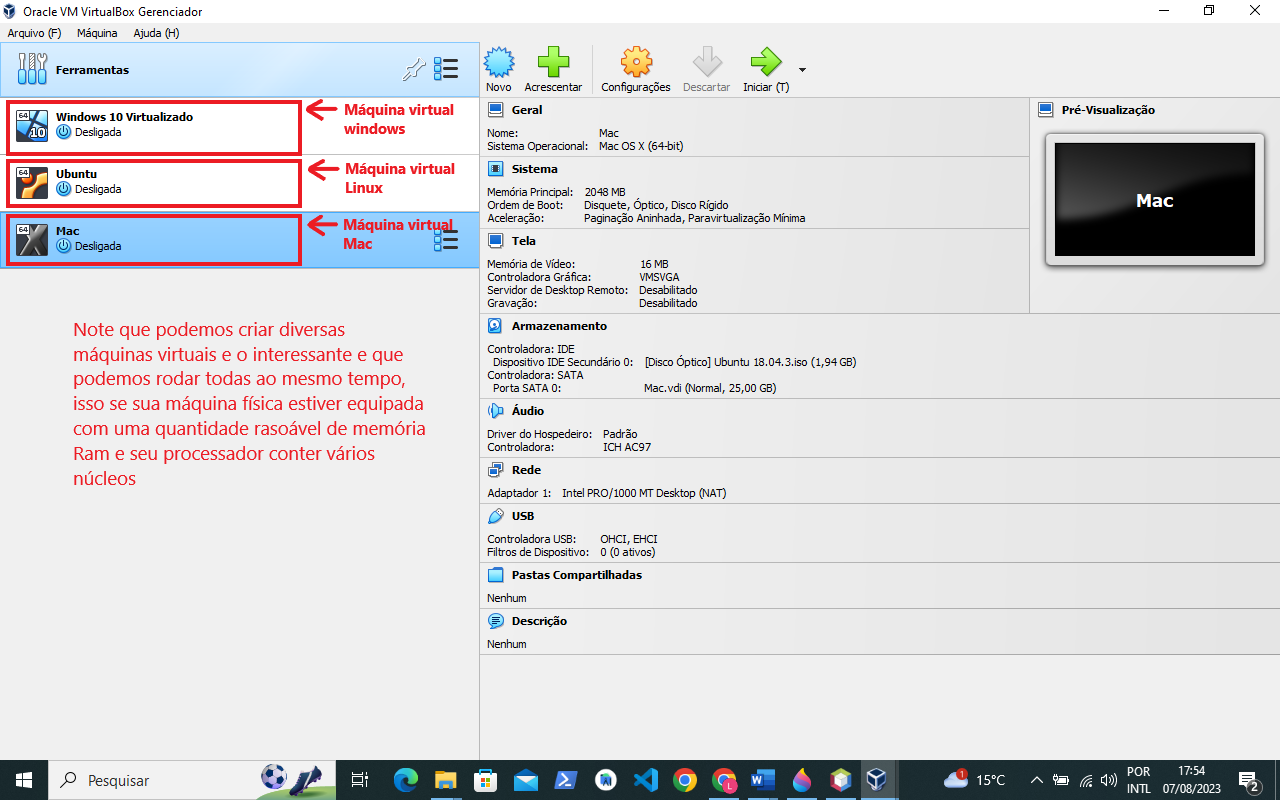 Oracle VM VirtualBox Gerenciador
Arquivo (F) Máquina Ajuda (H)
Ferramentas
Novo Acrescentar Configurações Descartar Iniciar (T)
64 10 Windows 10 Virtualizado
Desligada
Máquina virtual
windows
64 Ubuntu
Desligada
Máquina virtual
Linux
64 Mac
Desligada
Máquina virtual
Mac
Note que podemos criar diversas
máquinas virtuais e o interessante e que
podemos rodar todas ao mesmo tempo,
isso se sua máquina física estiver equipada
com uma quantidade rasoável de memória
Ram e seu processador conter vários
núcleos
Geral
Nome: Mac
Sistema Operacional: Mac OS X (64-bit)
Sistema
Memória Principal: 2048 MB
Ordem de Boot: Disquete, Óptico, Disco Rígido
Aceleração: Paginação Aninhada, Paravirtualização Mínima
Tela
Memória de Vídeo: 16 MB
Controladora Gráfica: VMSVGA
Servidor de Desktop Remoto: Desabilitado
Gravação: Desabilitado
Armazenamento
Controladora: IDE
Dispositivo IDE Secundário 0: [Disco Óptico] Ubuntu 18.04.3.iso (1,94 GB)
Controladora: SATA
Porta SATA 0: Mac.vdi (Normal, 25,00 GB)
Áudio
Driver do Hospedeiro: Padrão
Controladora: ICH AC97
Rede
Adaptador 1: Intel PRO/1000 MT Desktop (NAT)
USB
Controladora USB: OHCI, EHCI
Filtros de Dispositivo: 0 (0 ativos)
Pastas Compartilhadas
Nenhum
Descrição
Nenhum
Pré-Visualização
Mac
Pesquisar
L
1
15°C
POR
INTL
17:54
07/08/2023
2